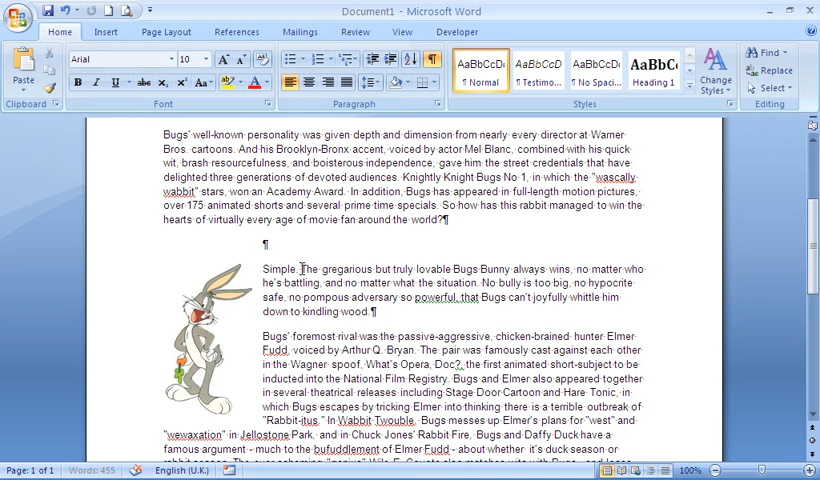 Document1 - Microsoft Word
Home Insert Page Layout References Mailings Review View Developer
Paste
Arial 10
B I U abc x₂ x² Aa A
AaBbCcDc AaBbCcD AaBbCcDc AaBbCc
¶ Normal ¶ Testimo... ¶ No Spaci... Heading 1
Change
Styles
Find
Replace
Select
Clipboard Font Paragraph Styles Editing
Bugs' well-known personality was given depth and dimension from nearly every director at Warner
Bros. cartoons. And his Brooklyn-Bronx accent, voiced by actor Mel Blanc, combined with his quick
wit, brash resourcefulness, and boisterous independence, gave him the street credentials that have
delighted three generations of devoted audiences. Knightly Knight Bugs No 1, in which the "wascally
wabbit" stars, won an Academy Award. In addition, Bugs has appeared in full-length motion pictures,
over 175 animated shorts and several prime time specials. So how has this rabbit managed to win the
hearts of virtually every age of movie fan around the world?¶
¶
Simple. The gregarious but truly lovable Bugs Bunny always wins, no matter who
he's battling, and no matter what the situation. No bully is too big, no hypocrite
safe, no pompous adversary so powerful, that Bugs can't joyfully whittle him
down to kindling wood.¶
Bugs' foremost rival was the passive-aggressive, chicken-brained hunter Elmer
Fudd, voiced by Arthur Q. Bryan. The pair was famously cast against each other
in the Wagner spoof, What's Opera, Doc?, the first animated short-subject to be
inducted into the National Film Registry. Bugs and Elmer also appeared together
in several theatrical releases including Stage Door Cartoon and Hare Tonic, in
which Bugs escapes by tricking Elmer into thinking there is a terrible outbreak of
"Rabbit-itus." In Wabbit Twouble, Bugs messes up Elmer's plans for "west" and
"wewaxation" in Jellostone Park, and in Chuck Jones' Rabbit Fire, Bugs and Daffy Duck have a
famous argument - much to the bufuddlement of Elmer Fudd - about whether it's duck season or
Page: 1 of 1 Words: 455 English (U.K.) 100%